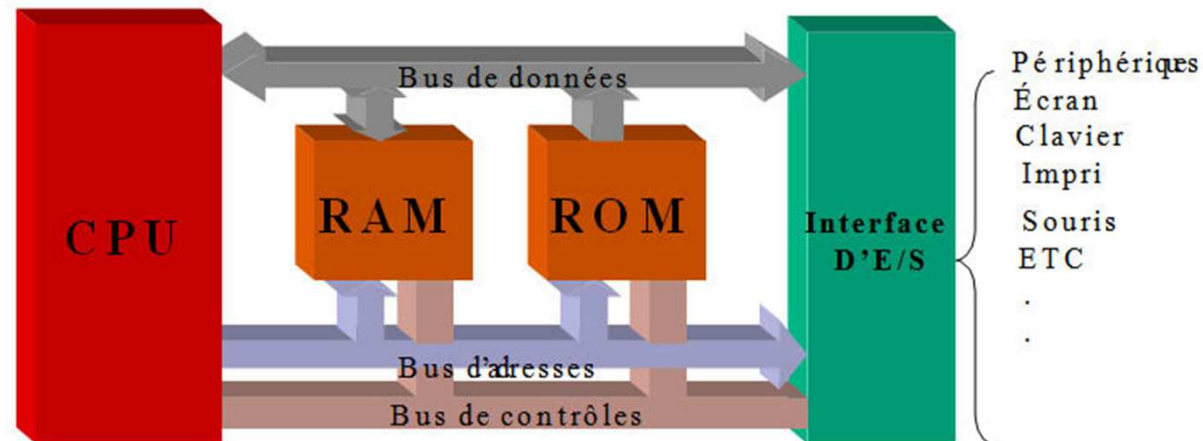 Bus de données
Périphériques
Écran
Clavier
Impri
Souris
ETC
.
.
CPU
RAM
ROM
Interface
D'E/S
Bus d'adresses
Bus de contrôles